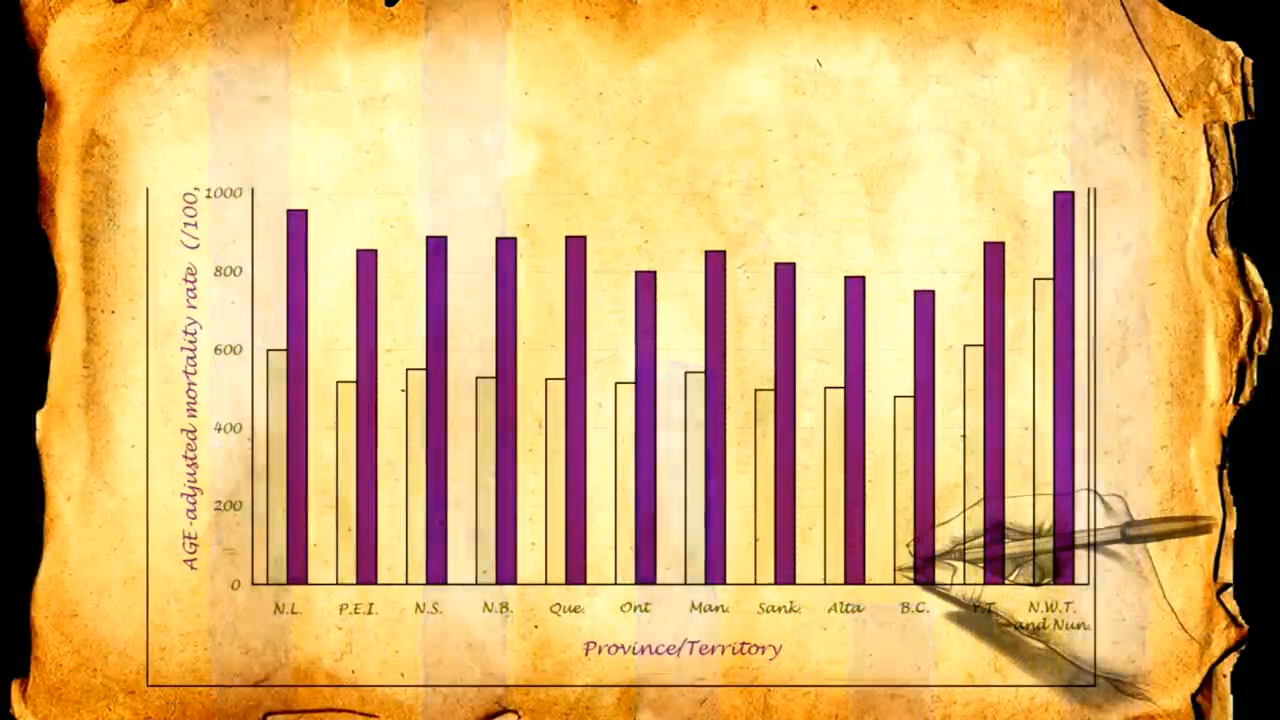 AGE-adjusted mortality rate (/100,
1000
800
600
400
200
0
N.L. P.E.I. N.S. N.B. Que. Ont Man. Sank. Alta B.C. Y.T. N.W.T.
and Nun.
Province/Territory